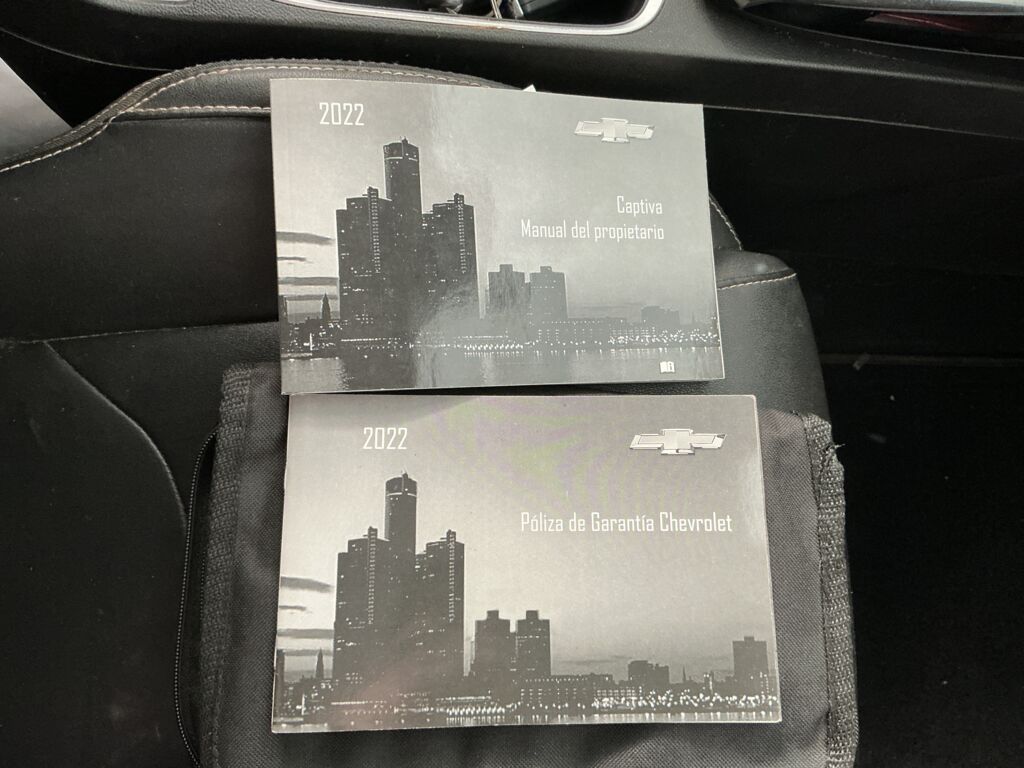 2022
Captiva
Manual del propietario
2022
Póliza de Garantía Chevrolet